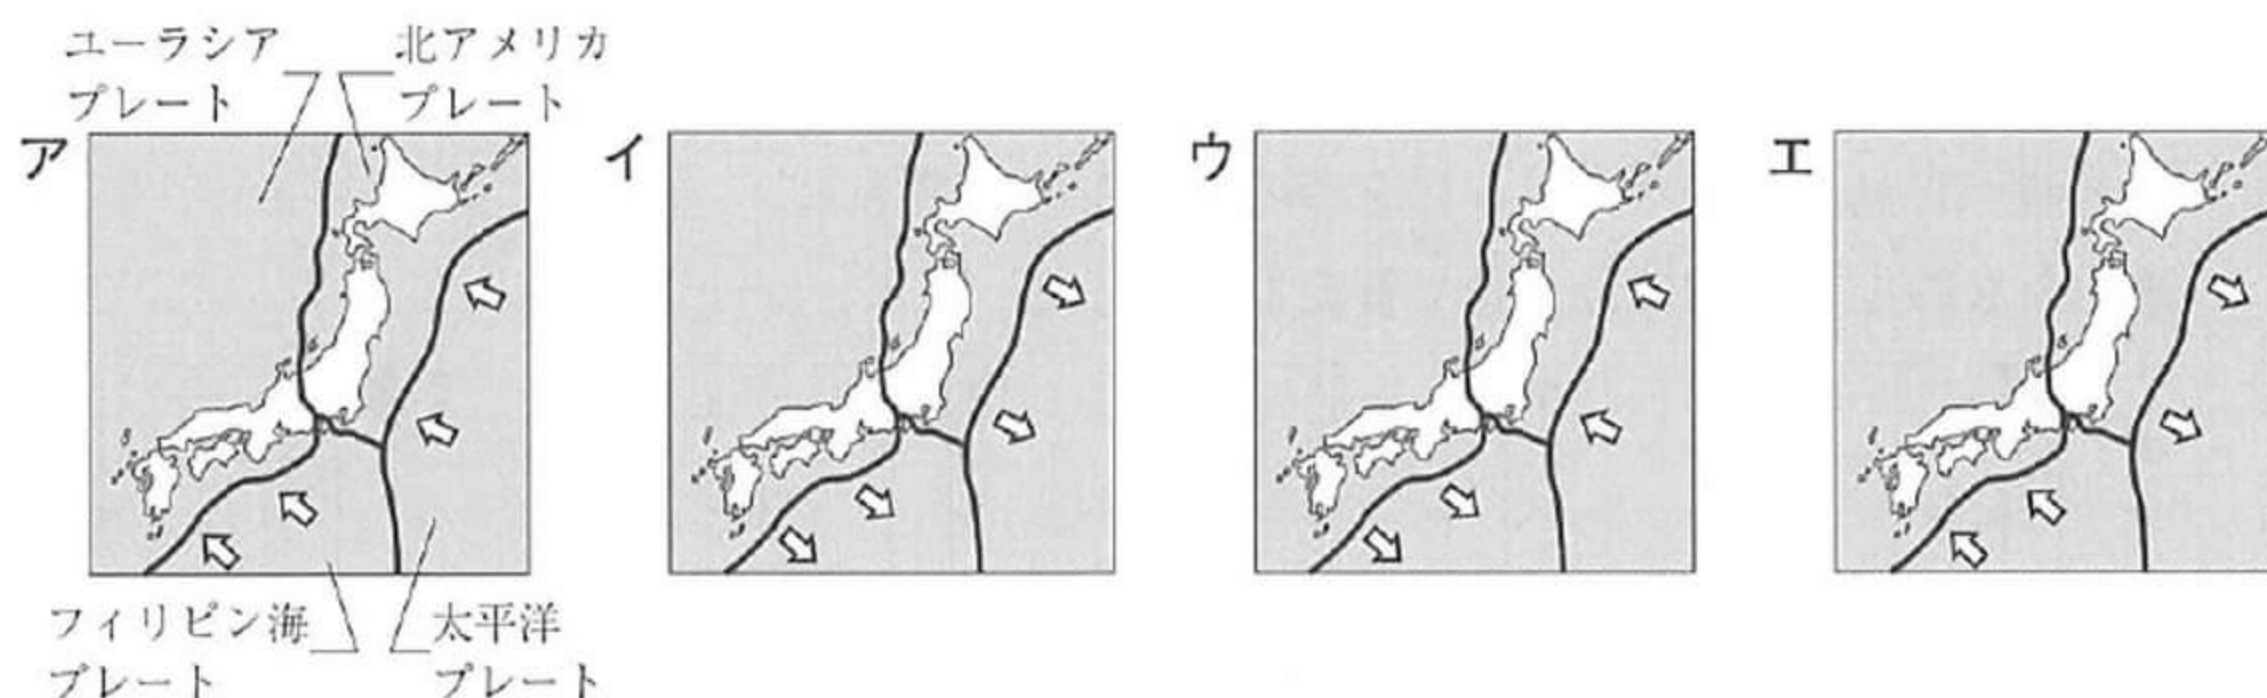 ユーラシア
プレート
北アメリカ
プレート
ア
イ
ウ
エ
フィリピン海
プレート
太平洋
プレート